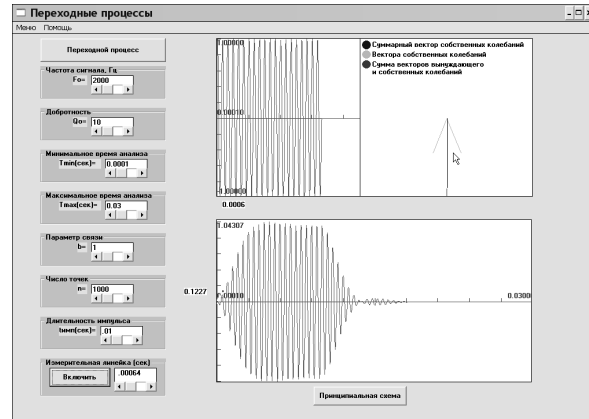 Переходные процессы
Меню Помощь
Переходной процесс
Частота сигнала, Гц
Fo= 2000
Добротность
Qo= 10
Минимальное время анализа
Tmin(сек)= 0.0001
Максимальное время анализа
Tmax(сек)= 0.03
Параметр связи
b= 1
Число точек
n= 1000
Длительность импульса
tимп(сек)= .01
Измерительная линейка (сек)
Включить .00064
1.00000
0.00010
-1.00000
0.0006
Суммарный вектор собственных колебаний
Вектора собственных колебаний
Сумма векторов вынуждающего
и собственных колебаний
1.04307
0.1227
0.00010
0.0300
Принципиальная схема